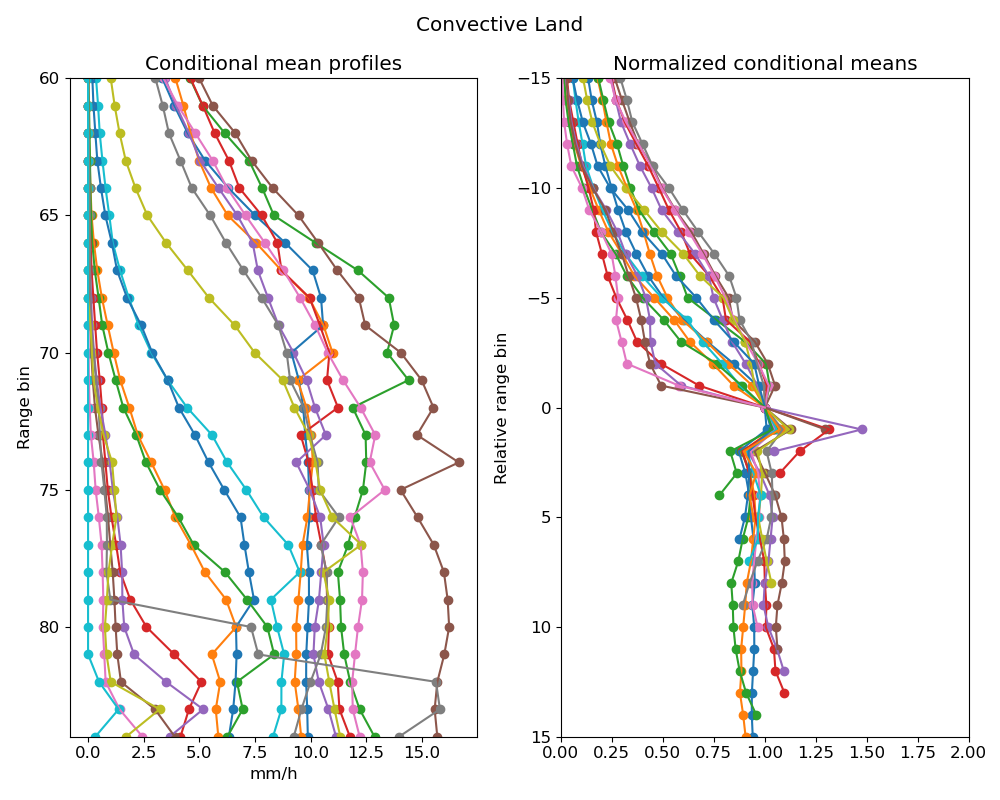 Convective Land
Conditional mean profiles
Normalized conditional means
60
65
70
75
80
Range bin
0.0 2.5 5.0 7.5 10.0 12.5 15.0
mm/h
−15
−10
−5
0
5
10
15
Relative range bin
0.00 0.25 0.50 0.75 1.00 1.25 1.50 1.75 2.00